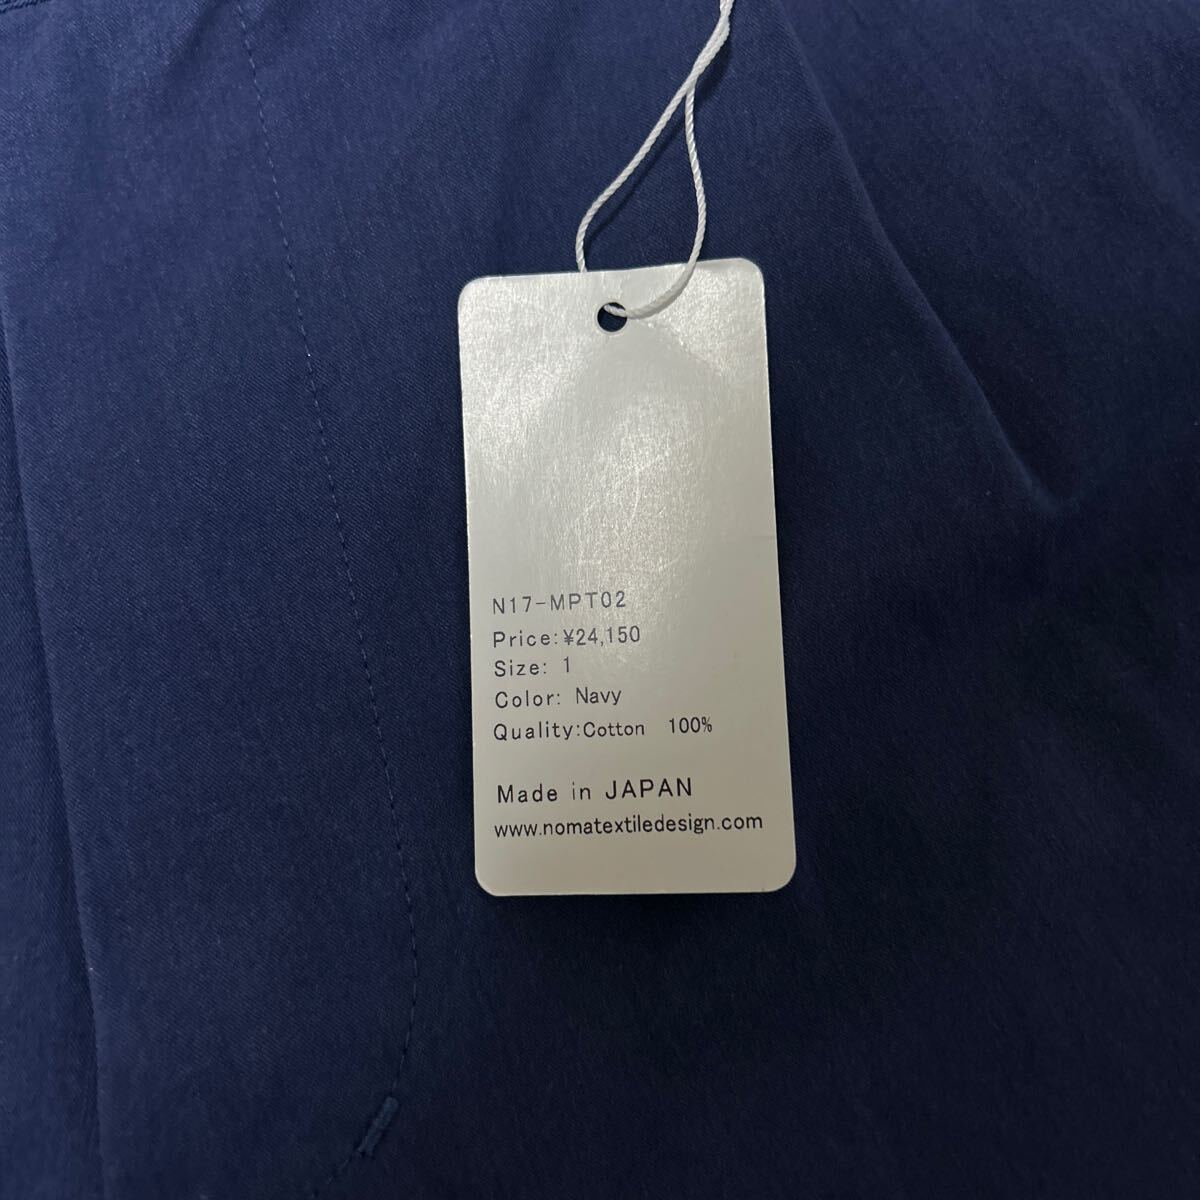 N17-MPT02
Price:¥24,150
Size: 1
Color: Navy
Quality:Cotton 100%
Made in JAPAN
www.nomatextiledesign.com